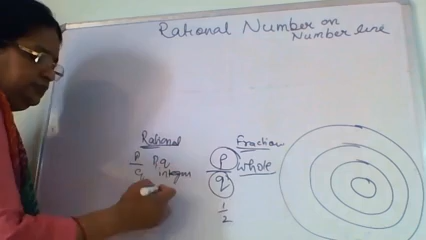 Rational Number on
Number line
Rational
P/q p,q
integers
Fraction
P/q Whole
1/2